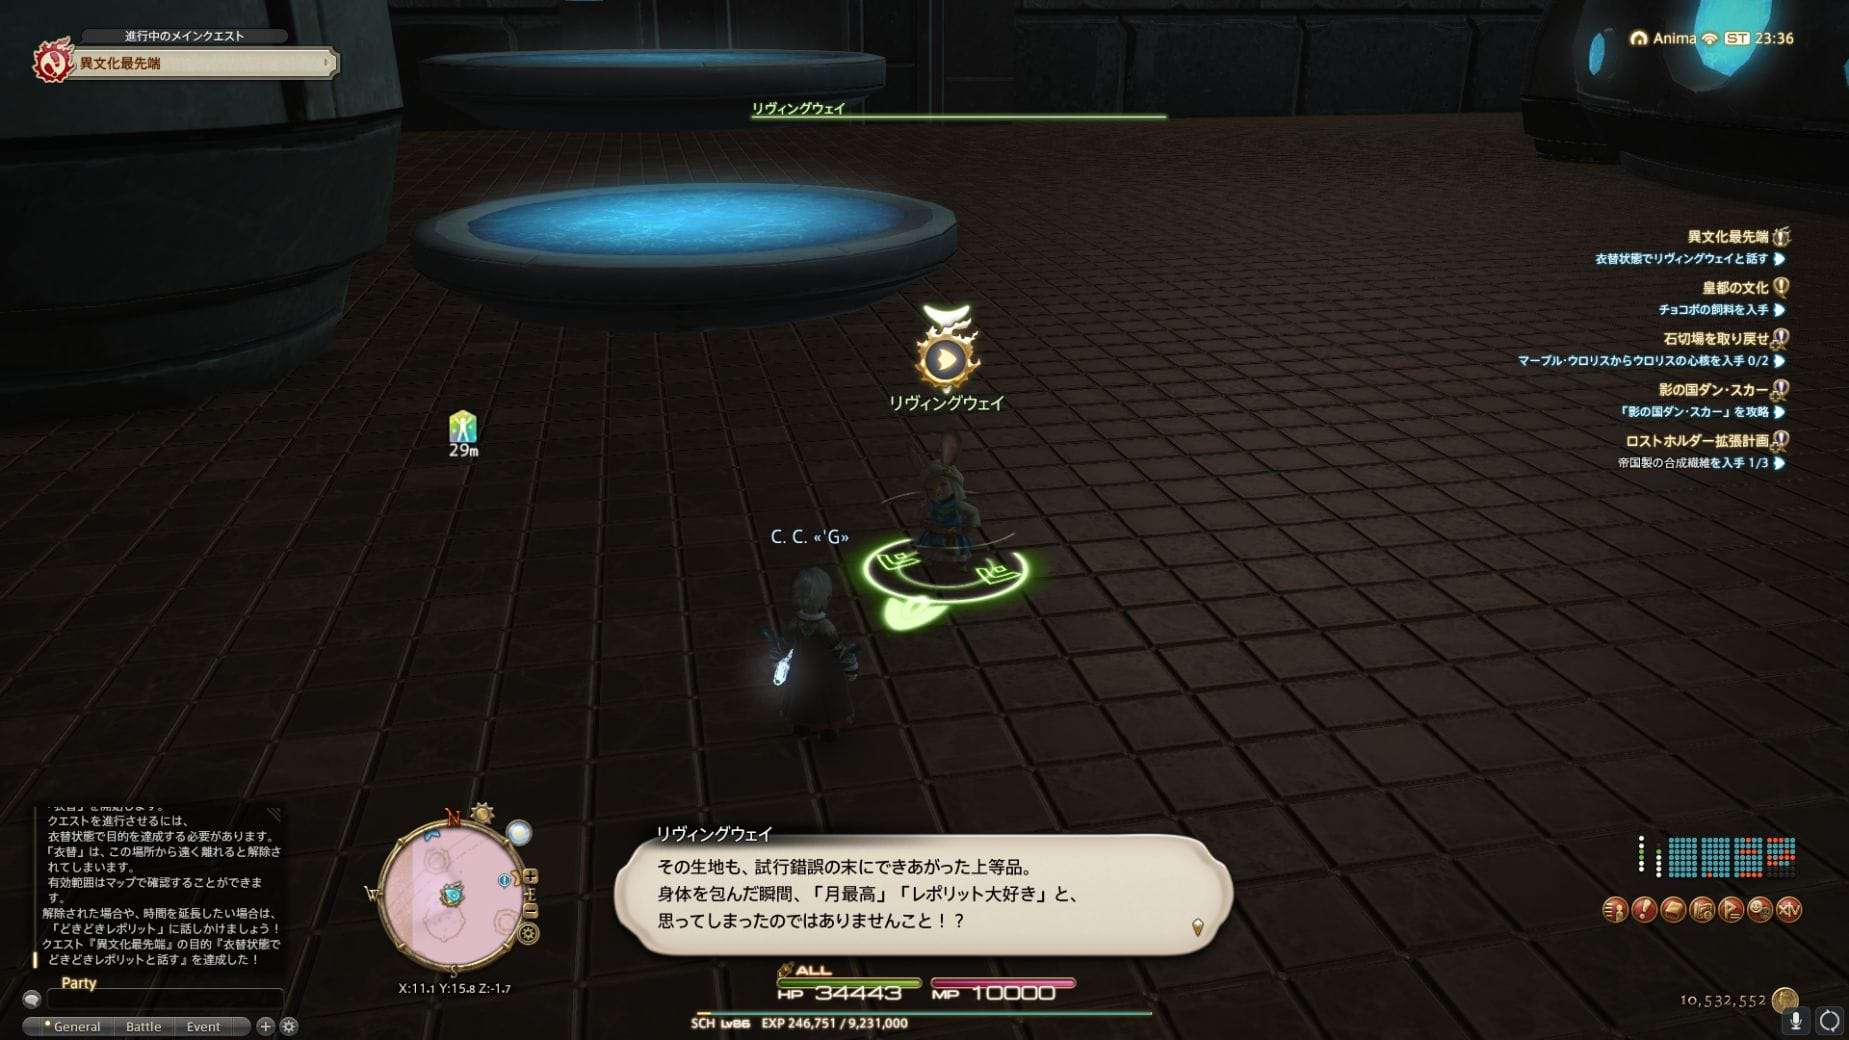 進行中のメインクエスト
異文化最先端
Anima ST 23:36
リヴィングウェイ
異文化最先端
衣替状態でリヴィングウェイと話す
皇都の文化
チョコボの飼料を入手
石切場を取り戻せ
マーブル・ウロリスからウロリスの心核を入手 0/2
影の国ダン・スカー
「影の国ダン・スカー」を攻略
ロストホルダー拡張計画
帝国製の合成繊維を入手 1/3
リヴィングウェイ
29m
C. C. «'G»
クエストを進行させるには、
衣替状態で目的を達成する必要があります。
「衣替」は、この場所から遠く離れると解除さ
れてしまいます。
有効範囲はマップで確認することができま
す。
解除された場合や、時間を延長したい場合は、
「どきどきレポリット」に話しかけましょう！
クエスト『異文化最先端』の目的『衣替状態で
どきどきレポリットと話す』を達成した！
Party
General Battle Event
N
W
E
S
X:11.1 Y:15.8 Z:-1.7
リヴィングウェイ
その生地も、試行錯誤の末にできあがった上等品。
身体を包んだ瞬間、「月最高」「レポリット大好き」と、
思ってしまったのではありませんこと！？
ALL
HP 34443 MP 10000
SCH Lv86 EXP 246,751 / 9,231,000
XIV
10,532,552